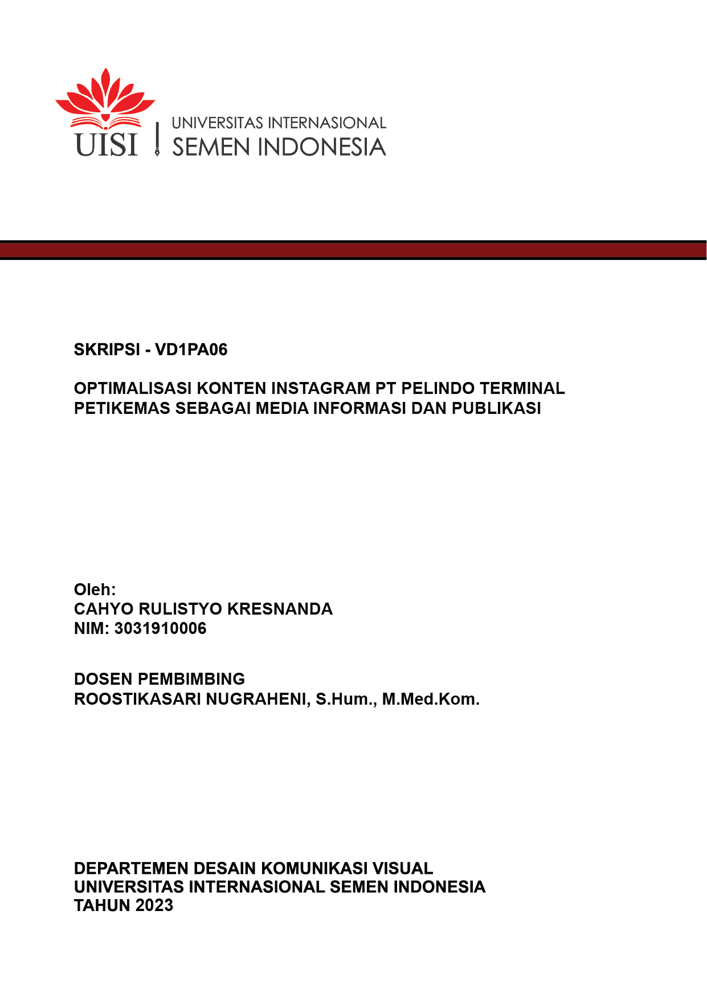 UISI
UNIVERSITAS INTERNASIONAL
SEMEN INDONESIA
SKRIPSI - VD1PA06
OPTIMALISASI KONTEN INSTAGRAM PT PELINDO TERMINAL
PETIKEMAS SEBAGAI MEDIA INFORMASI DAN PUBLIKASI
Oleh:
CAHYO RULISTYO KRESNANDA
NIM: 3031910006
DOSEN PEMBIMBING
ROOSTIKASARI NUGRAHENI, S.Hum., M.Med.Kom.
DEPARTEMEN DESAIN KOMUNIKASI VISUAL
UNIVERSITAS INTERNASIONAL SEMEN INDONESIA
TAHUN 2023